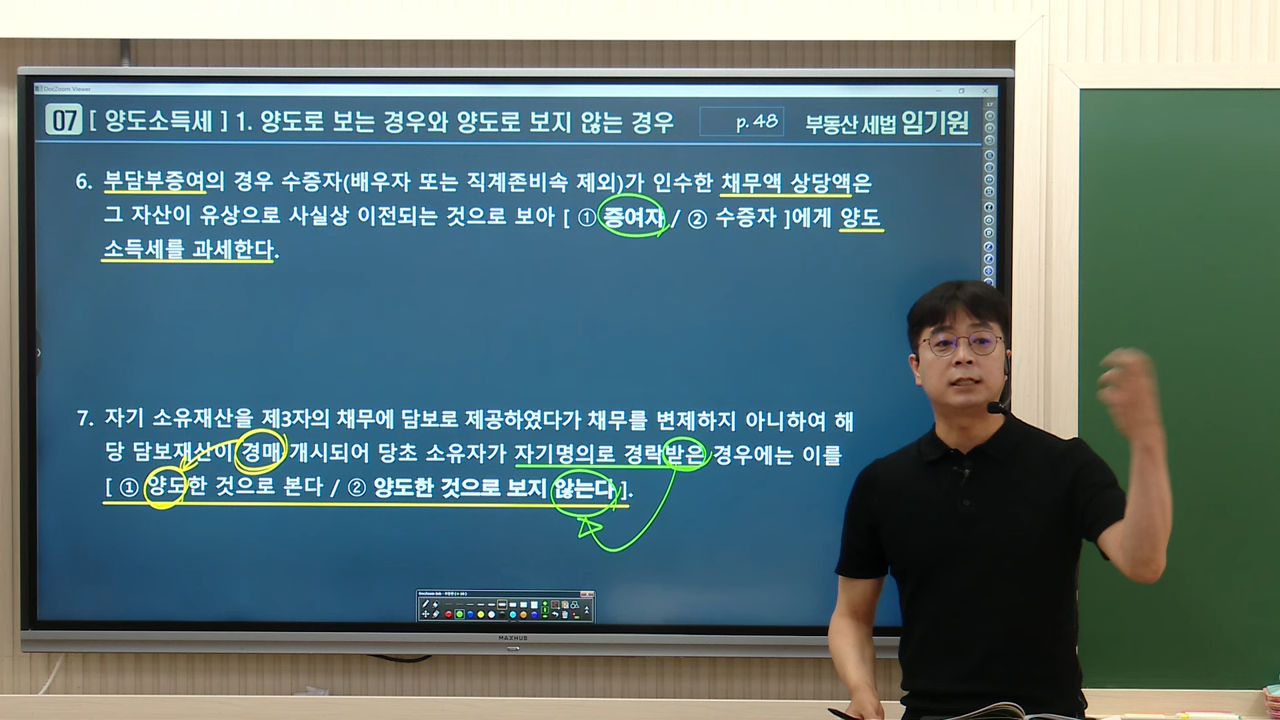 DocZoom Viewer
07 [ 양도소득세 ] 1. 양도로 보는 경우와 양도로 보지 않는 경우 p.48 부동산 세법 임기원
6. 부담부증여의 경우 수증자(배우자 또는 직계존비속 제외)가 인수한 채무액 상당액은
그 자산이 유상으로 사실상 이전되는 것으로 보아 [ ① 증여자 / ② 수증자 ]에게 양도
소득세를 과세한다.
7. 자기 소유재산을 제3자의 채무에 담보로 제공하였다가 채무를 변제하지 아니하여 해
당 담보재산이 경매 개시되어 당초 소유자가 자기명의로 경락받은 경우에는 이를
[ ① 양도한 것으로 본다 / ② 양도한 것으로 보지 않는다 ].
MAXHUB